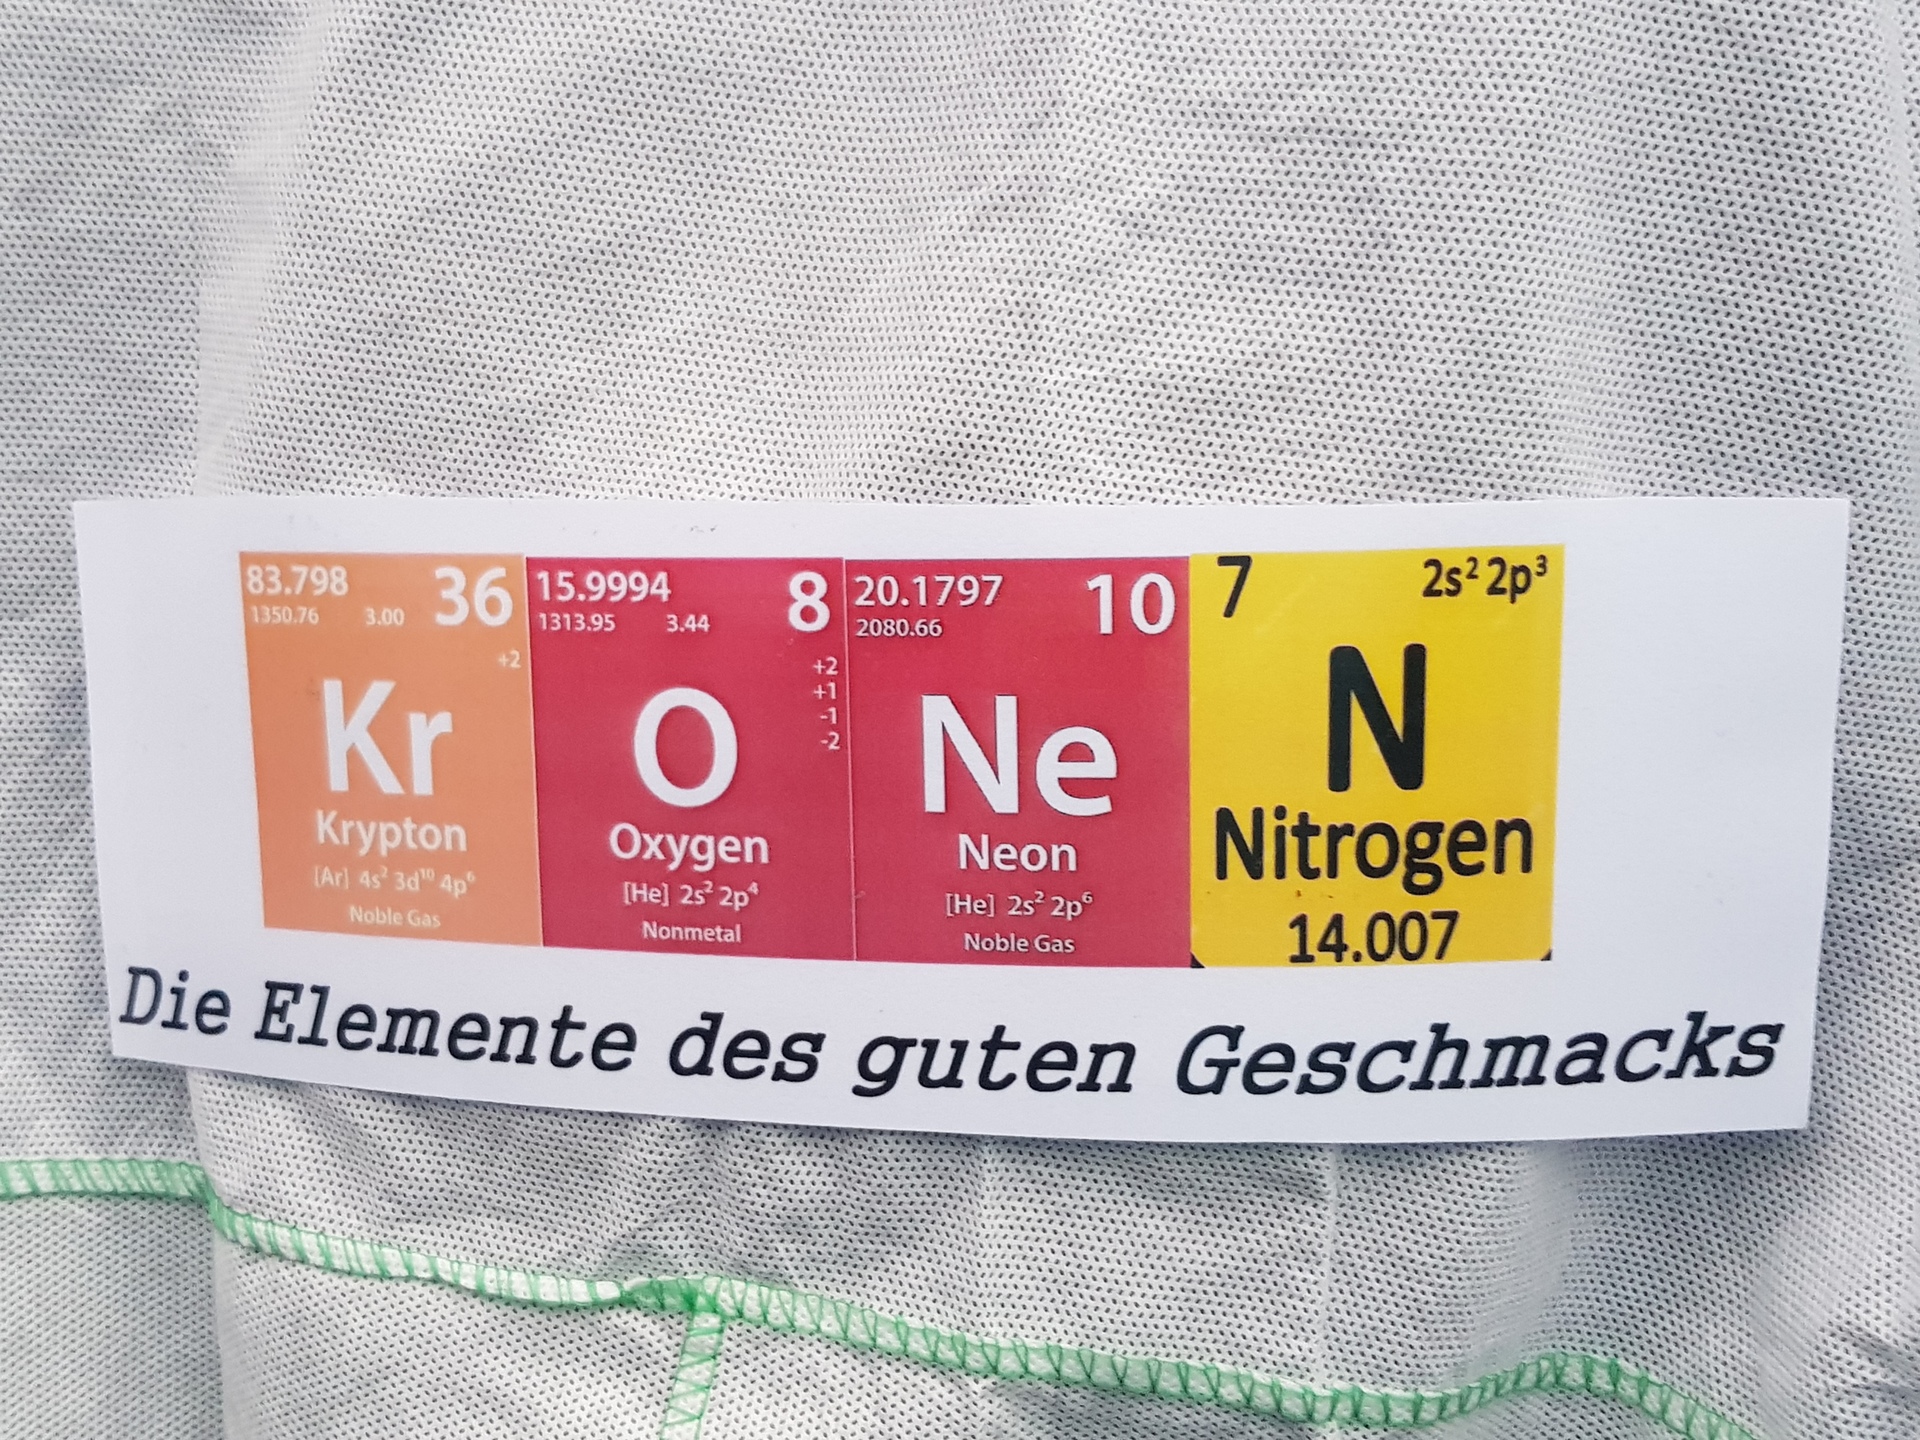 83.798 36
1350.76 3.00
+2
Kr
Krypton
[Ar] 4s² 3d¹⁰ 4p⁶
Noble Gas
15.9994 8
1313.95 3.44
+2
+1
-1
-2
O
Oxygen
[He] 2s² 2p⁴
Nonmetal
20.1797 10
2080.66
Ne
Neon
[He] 2s² 2p⁶
Noble Gas
7 2s² 2p³
N
Nitrogen
14.007
Die Elemente des guten Geschmacks